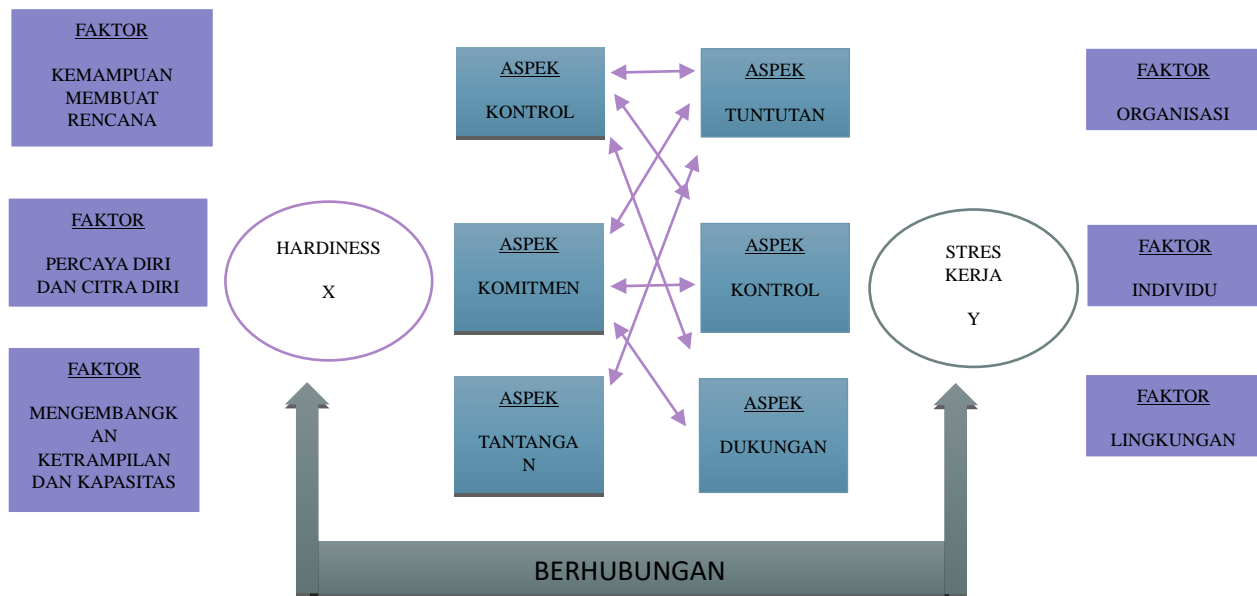 FAKTOR
KEMAMPUAN
MEMBUAT
RENCANA
FAKTOR
PERCAYA DIRI
DAN CITRA DIRI
FAKTOR
MENGEMBANGK
AN
KETRAMPILAN
DAN KAPASITAS
HARDINESS
X
ASPEK
KONTROL
ASPEK
KOMITMEN
ASPEK
TANTANGA
N
ASPEK
TUNTUTAN
ASPEK
KONTROL
ASPEK
DUKUNGAN
STRES
KERJA
Y
FAKTOR
ORGANISASI
FAKTOR
INDIVIDU
FAKTOR
LINGKUNGAN
BERHUBUNGAN